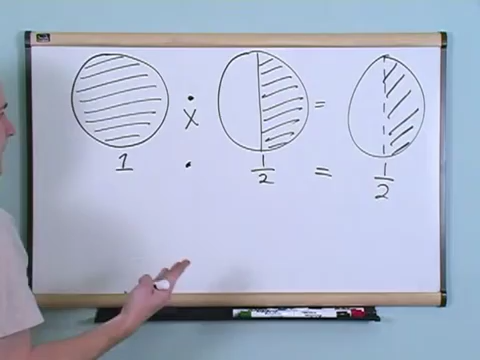 • X =
1 • 1/2 = 1/2